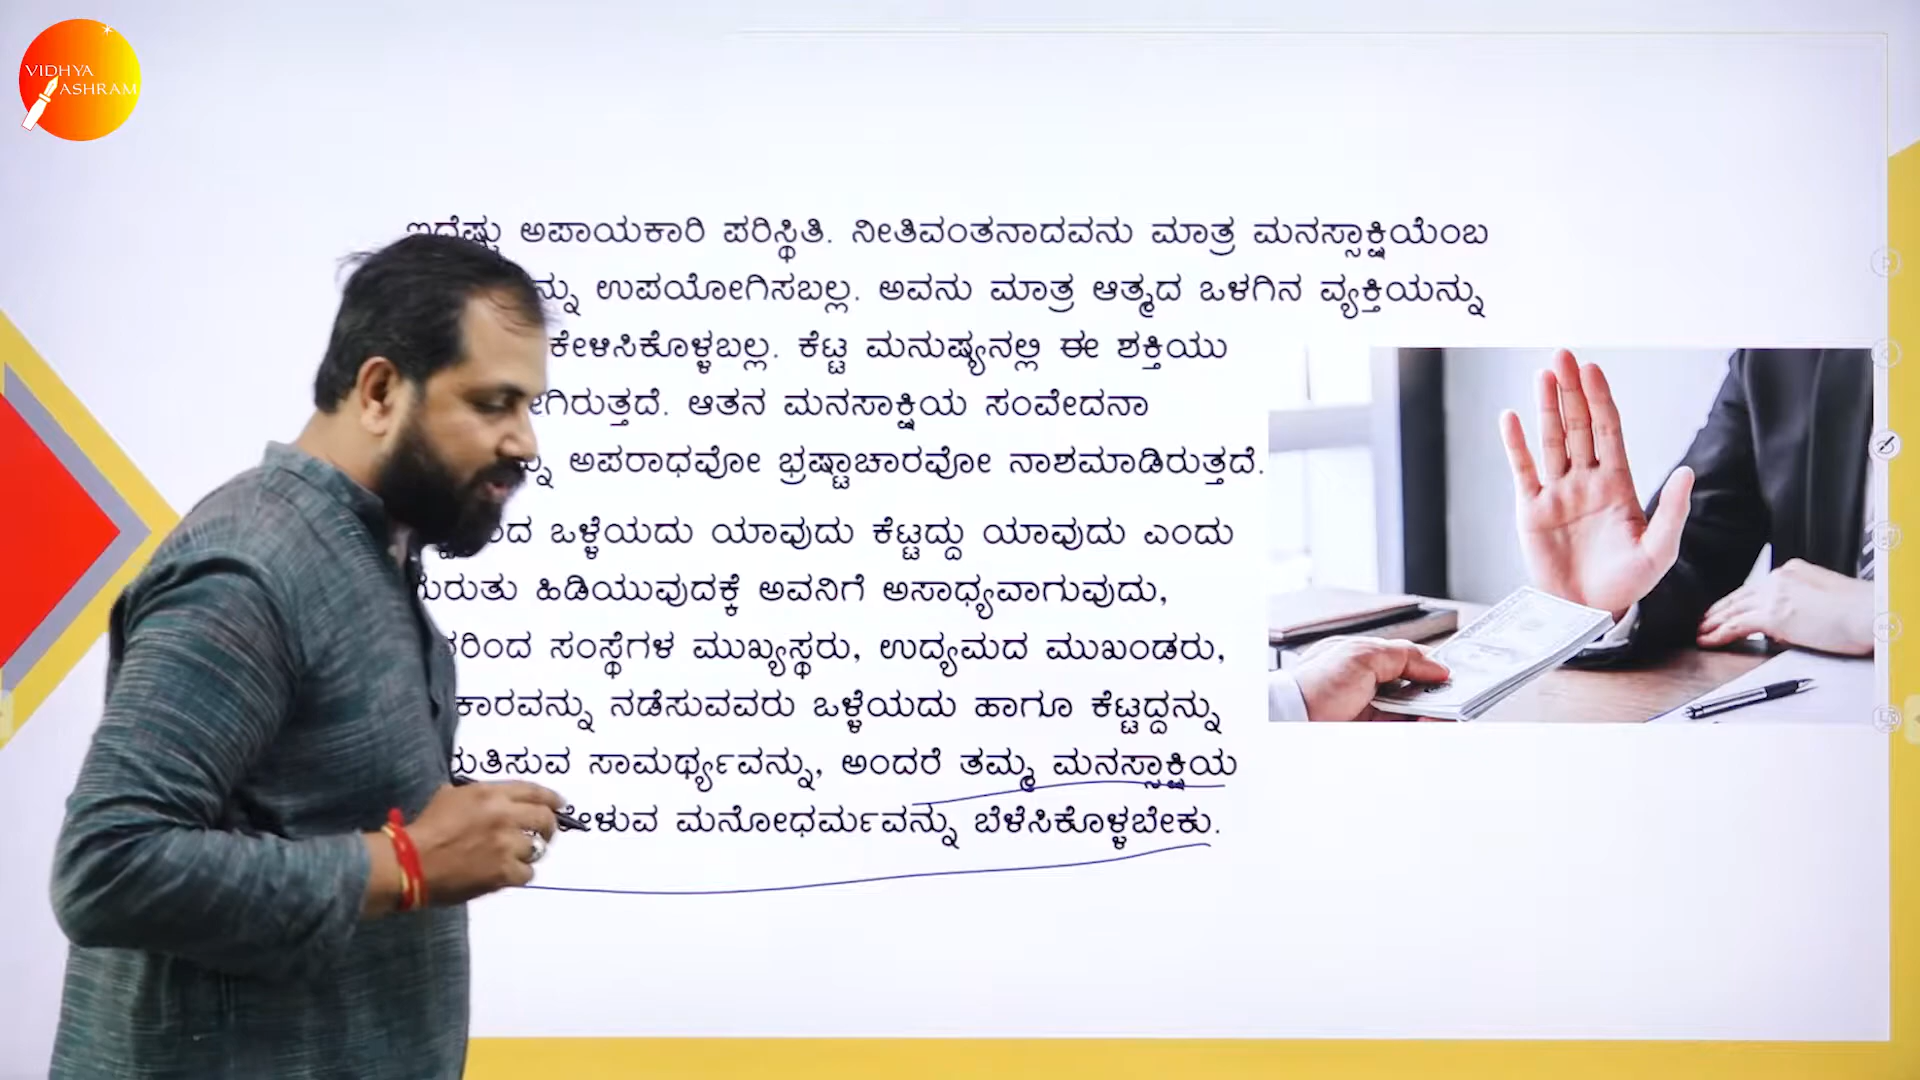 VIDHYA
ASHRAM
ಅಪಾಯಕಾರಿ ಪರಿಸ್ಥಿತಿ. ನೀತಿವಂತನಾದವನು ಮಾತ್ರ ಮನಸ್ಸಾಕ್ಷಿಯೆಂಬ
ಉಪಯೋಗಿಸಬಲ್ಲ. ಅವನು ಮಾತ್ರ ಆತ್ಮದ ಒಳಗಿನ ವ್ಯಕ್ತಿಯನ್ನು
ಕೇಳಿಸಿಕೊಳ್ಳಬಲ್ಲ. ಕೆಟ್ಟ ಮನುಷ್ಯನಲ್ಲಿ ಈ ಶಕ್ತಿಯು
ಆತನ ಮನಸಾಕ್ಷಿಯ ಸಂವೇದನಾ
ಅಪರಾಧವೋ ಭ್ರಷ್ಟಾಚಾರವೋ ನಾಶಮಾಡಿರುತ್ತದೆ.
ಒಳ್ಳೆಯದು ಯಾವುದು ಕೆಟ್ಟದ್ದು ಯಾವುದು ಎಂದು
ಹಿಡಿಯುವುದಕ್ಕೆ ಅವನಿಗೆ ಅಸಾಧ್ಯವಾಗುವುದು,
ಸಂಸ್ಥೆಗಳ ಮುಖ್ಯಸ್ಥರು, ಉದ್ಯಮದ ಮುಖಂಡರು,
ನಡೆಸುವವರು ಒಳ್ಳೆಯದು ಹಾಗೂ ಕೆಟ್ಟದ್ದನ್ನು
ಸಾಮರ್ಥ್ಯವನ್ನು, ಅಂದರೆ ತಮ್ಮ ಮನಸ್ಸಾಕ್ಷಿಯ
ಮನೋಧರ್ಮವನ್ನು ಬೆಳೆಸಿಕೊಳ್ಳಬೇಕು.